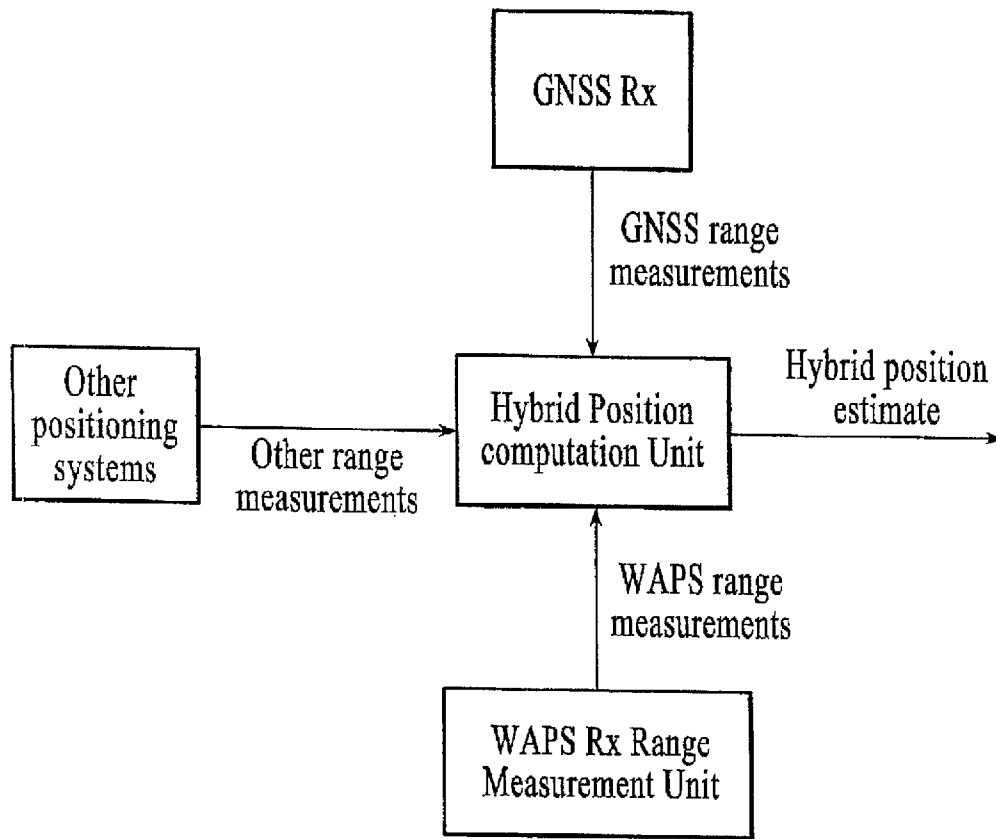 GNSS Rx
GNSS range
measurements
Other
positioning
systems
Other range
measurements
Hybrid Position
computation Unit
Hybrid position
estimate
WAPS range
measurements
WAPS Rx Range
Measurement Unit